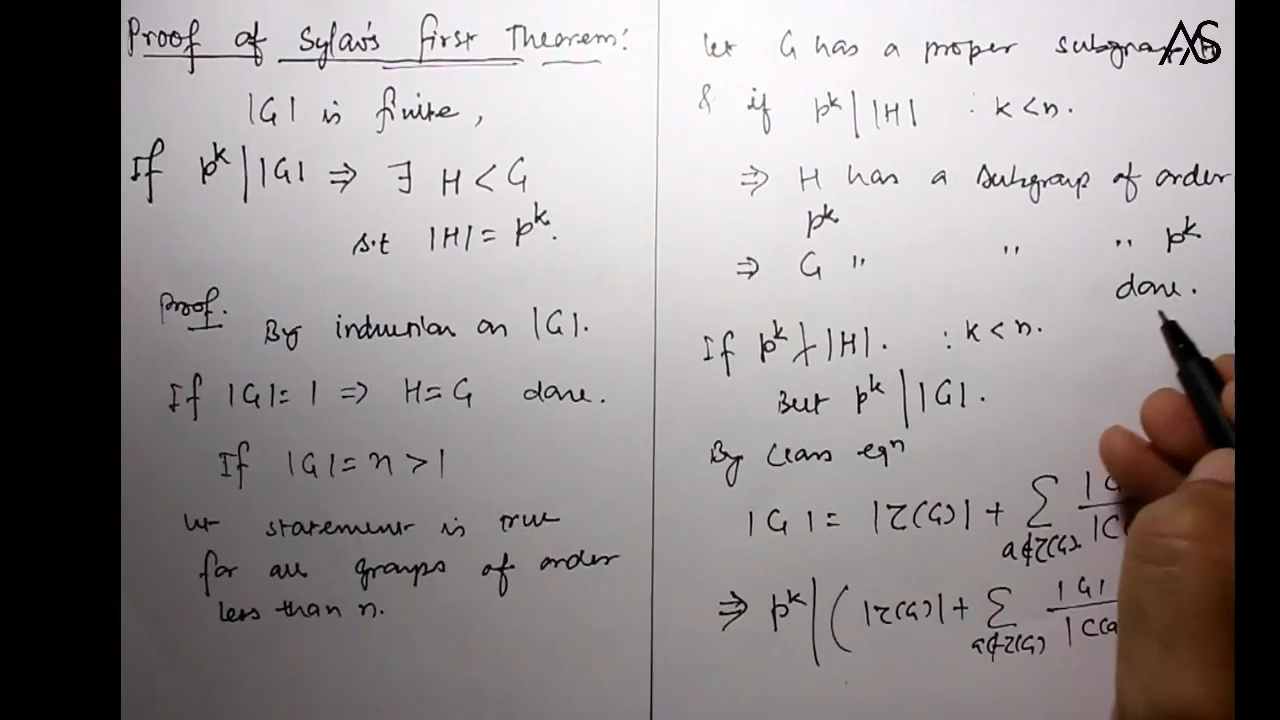 Proof of Sylow's first Theorem:
|G| is finite,
If p^k | |G| ⇒ ∃ H < G
s.t |H| = p^k.
Proof.
By induction on |G|.
If |G| = 1 ⇒ H = G done.
If |G| = n > 1
let statement is true
for all groups of order
less than n.
AS
let G has a proper subgroup H
& if p^k | |H| : k < n.
⇒ H has a subgroup of order
p^k
⇒ G " " " p^k
done.
If p^k ∤ |H|. : k < n.
But p^k | |G|.
By class eqn
|G| = |Z(G)| + ∑ |G
a∉Z(G) |C(
⇒ p^k | ( |Z(G)| + ∑ |G|
a∉Z(G) |C(a